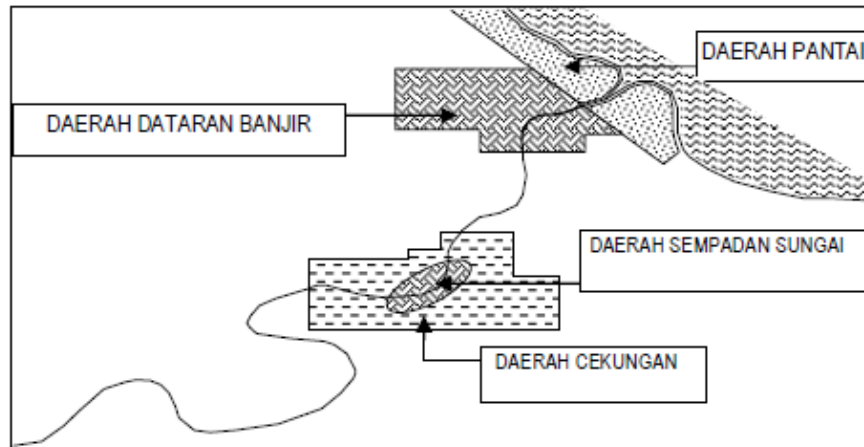 DAERAH PANTAI
DAERAH DATARAN BANJIR
DAERAH SEMPADAN SUNGAI
DAERAH CEKUNGAN